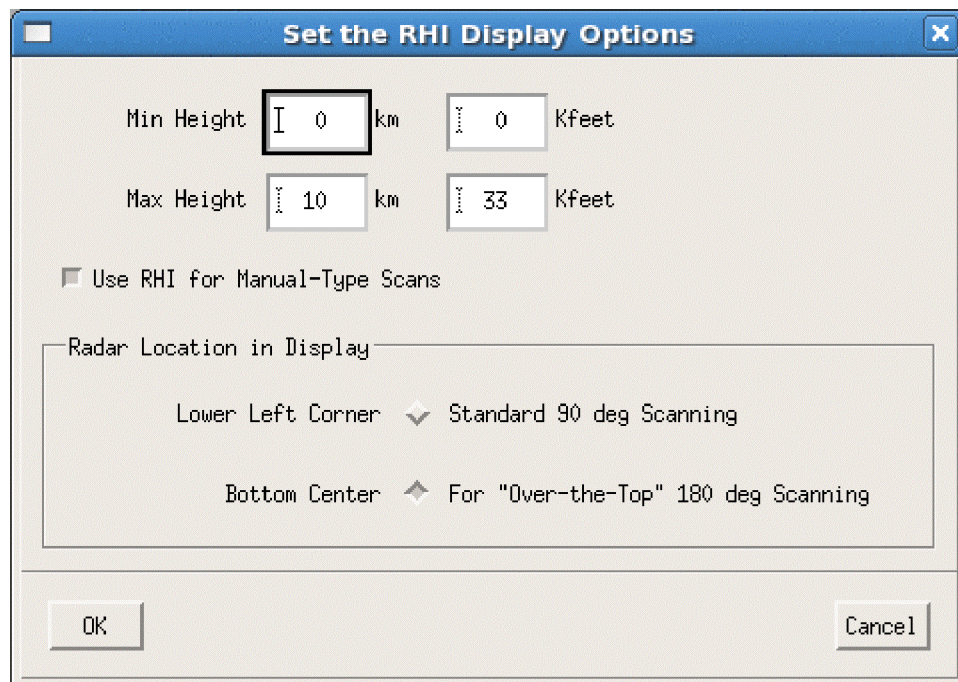 Set the RHI Display Options
Min Height 0 km 0 Kfeet
Max Height 10 km 33 Kfeet
Use RHI for Manual-Type Scans
Radar Location in Display
Lower Left Corner Standard 90 deg Scanning
Bottom Center For "Over-the-Top" 180 deg Scanning
OK Cancel